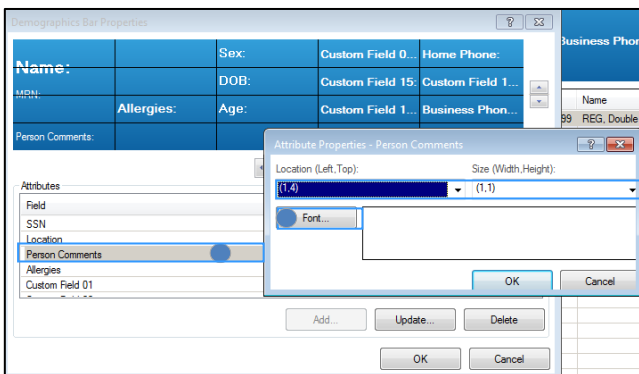 Demographics Bar Properties
Name:
MRN:
Allergies:
Sex:
DOB:
Age:
Custom Field 0...
Custom Field 15:
Custom Field 1...
Home Phone:
Custom Field 1...
Business Phon...
Person Comments:
Business Phor
Name
99 REG, Double
Attributes
Field
SSN
Location
Person Comments
Allergies
Custom Field 01
Attribute Properties - Person Comments
Location (Left,Top):
Size (Width,Height):
(1,4)
(1,1)
Font...
OK
Cancel
Add...
Update...
Delete
OK
Cancel